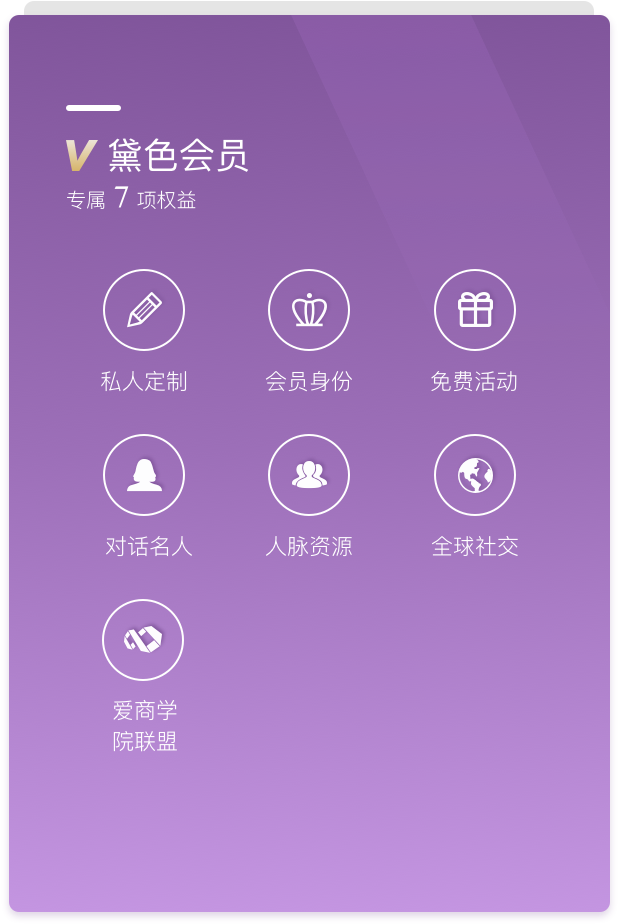 V 黛色会员
专属 7 项权益
私人定制 会员身份 免费活动
对话名人 人脉资源 全球社交
爱商学
院联盟